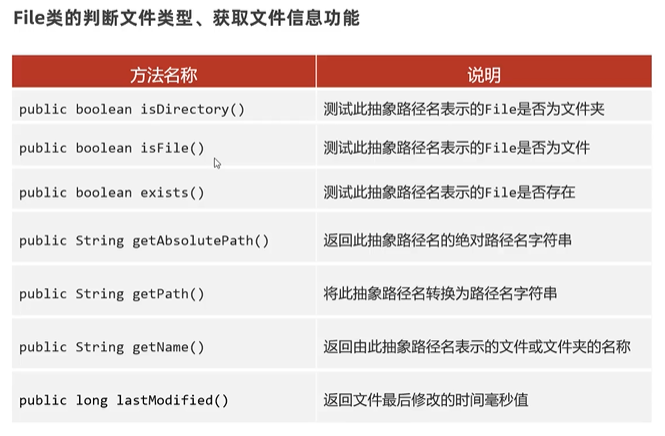 File类的判断文件类型、获取文件信息功能
方法名称 说明
public boolean isDirectory() 测试此抽象路径名表示的File是否为文件夹
public boolean isFile() 测试此抽象路径名表示的File是否为文件
public boolean exists() 测试此抽象路径名表示的File是否存在
public String getAbsolutePath() 返回此抽象路径名的绝对路径名字符串
public String getPath() 将此抽象路径名转换为路径名字符串
public String getName() 返回由此抽象路径名表示的文件或文件夹的名称
public long lastModified() 返回文件最后修改的时间毫秒值